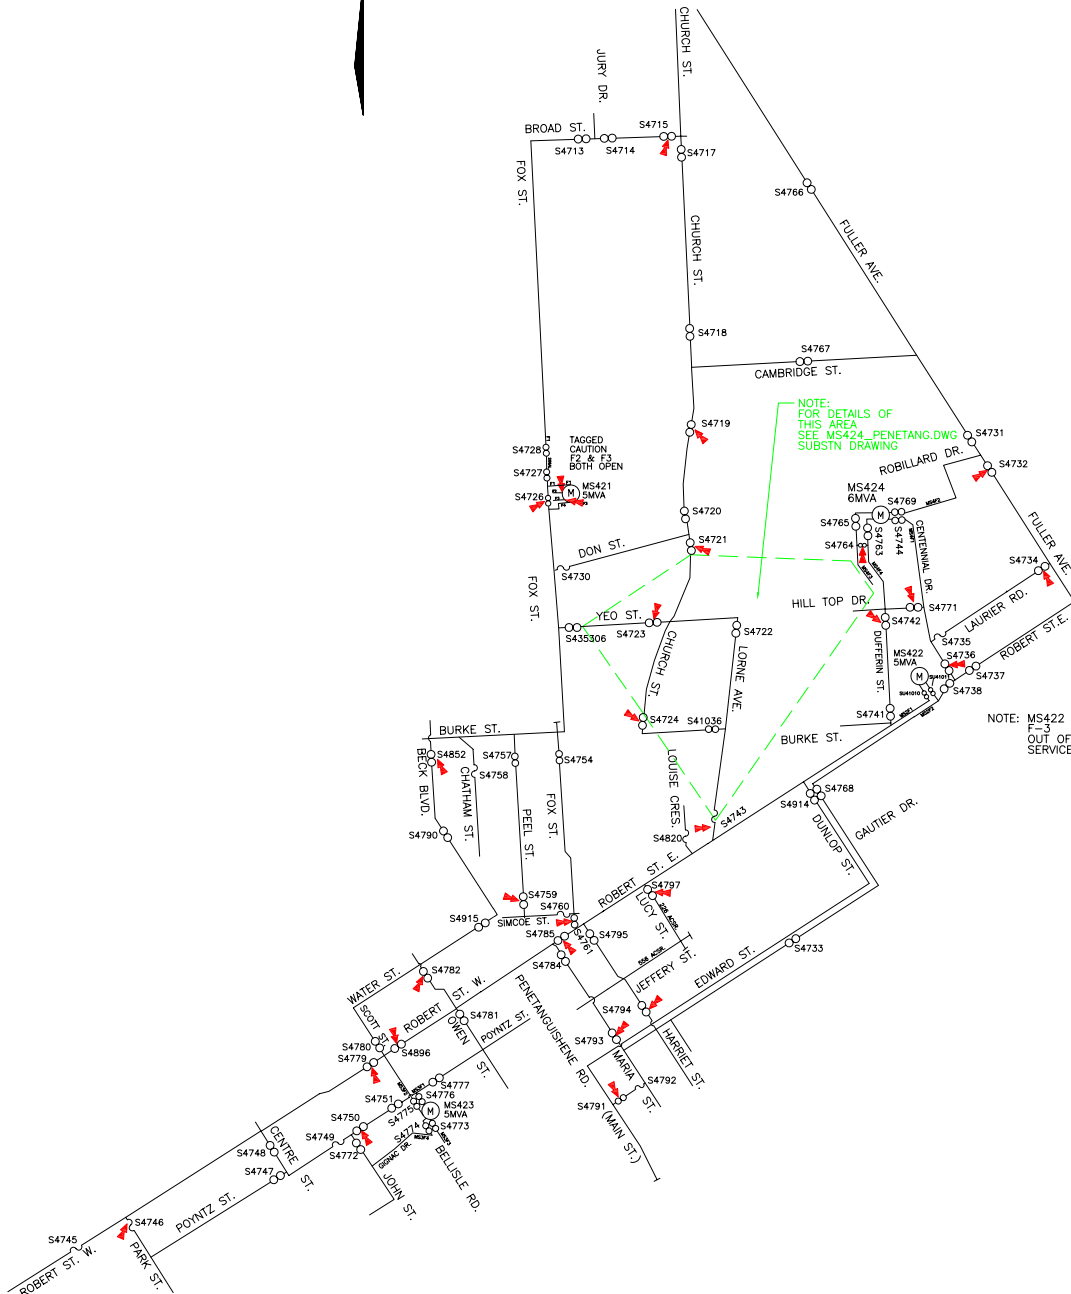 CHURCH ST.
JURY DR.
BROAD ST.
S4715
S4713
S4714
S4717
FOX ST.
S4766
FULLER AVE.
CHURCH ST.
S4718
S4767
CAMBRIDGE ST.
NOTE:
FOR DETAILS OF
THIS AREA
SEE MS424_PENETANG.DWG
SUBSTN DRAWING
S4719
S4731
ROBILLARD DR.
S4732
TAGGED
CAUTION
F2 & F3
BOTH OPEN
S4728
S4727
S4726
MS421
5MVA
MS424
6MVA
S4769
S4765
S4764
S4763
S4744
CENTENNIAL DR.
S4720
S4721
FULLER AVE.
S4734
DON ST.
S4730
FOX ST.
HILL TOP DR.
S4771
LAURIER RD.
YEO ST.
S4723
S435306
S4722
S4742
S4735
CHURCH ST.
LORNE AVE.
DUFFERIN ST.
MS422
5MVA
SU41011
SU41010
S4736
S4737
S4738
ROBERT ST.E.
S4724
S41036
S4741
BURKE ST.
NOTE: MS422
F-3
OUT OF
SERVICE
BURKE ST.
S4852
BECK BLVD.
CHATHAM ST.
S4757
S4758
S4754
PEEL ST.
FOX ST.
LOUISE CRES.
S4743
S4820
S4790
S4914
S4768
GAUTIER DR.
DUNLOP ST.
ROBERT ST. E.
S4759
S4760
SIMCOE ST.
S4915
S4761
S4785
S4784
S4797
LUCY ST.
336 ACSR
556 ACSR
S4795
JEFFERY ST.
EDWARD ST.
S4733
WATER ST.
S4782
ROBERT ST. W.
S4781
OWEN ST.
POYNTZ ST.
PENETANGUISHENE RD.
(MAIN ST.)
S4794
S4793
HARRIET ST.
MARIA ST.
S4792
S4791
SCOTT ST.
S4780
S4779
S4896
S4777
S4776
S4775
S4751
MS423
5MVA
S4750
S4749
S4772
S4774
S4773
GIGNAC DR.
BELLISLE RD.
JOHN ST.
CENTRE ST.
S4748
S4747
POYNTZ ST.
S4746
S4745
PARK ST.
ROBERT ST. W.